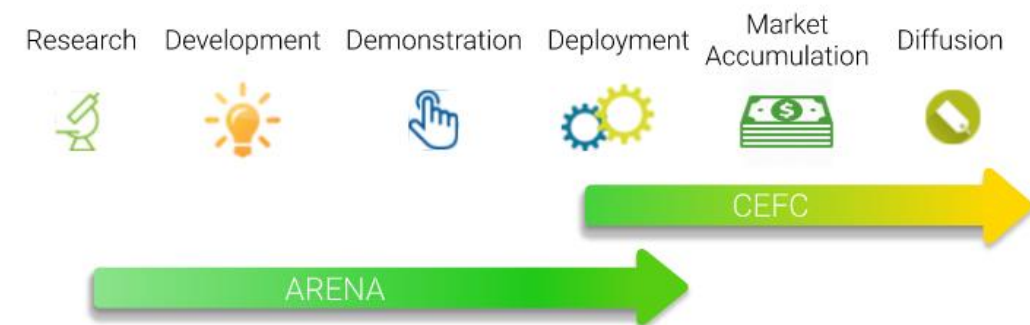 Research
Development
Demonstration
Deployment
Market
Accumulation
Diffusion
$
CEFC
ARENA